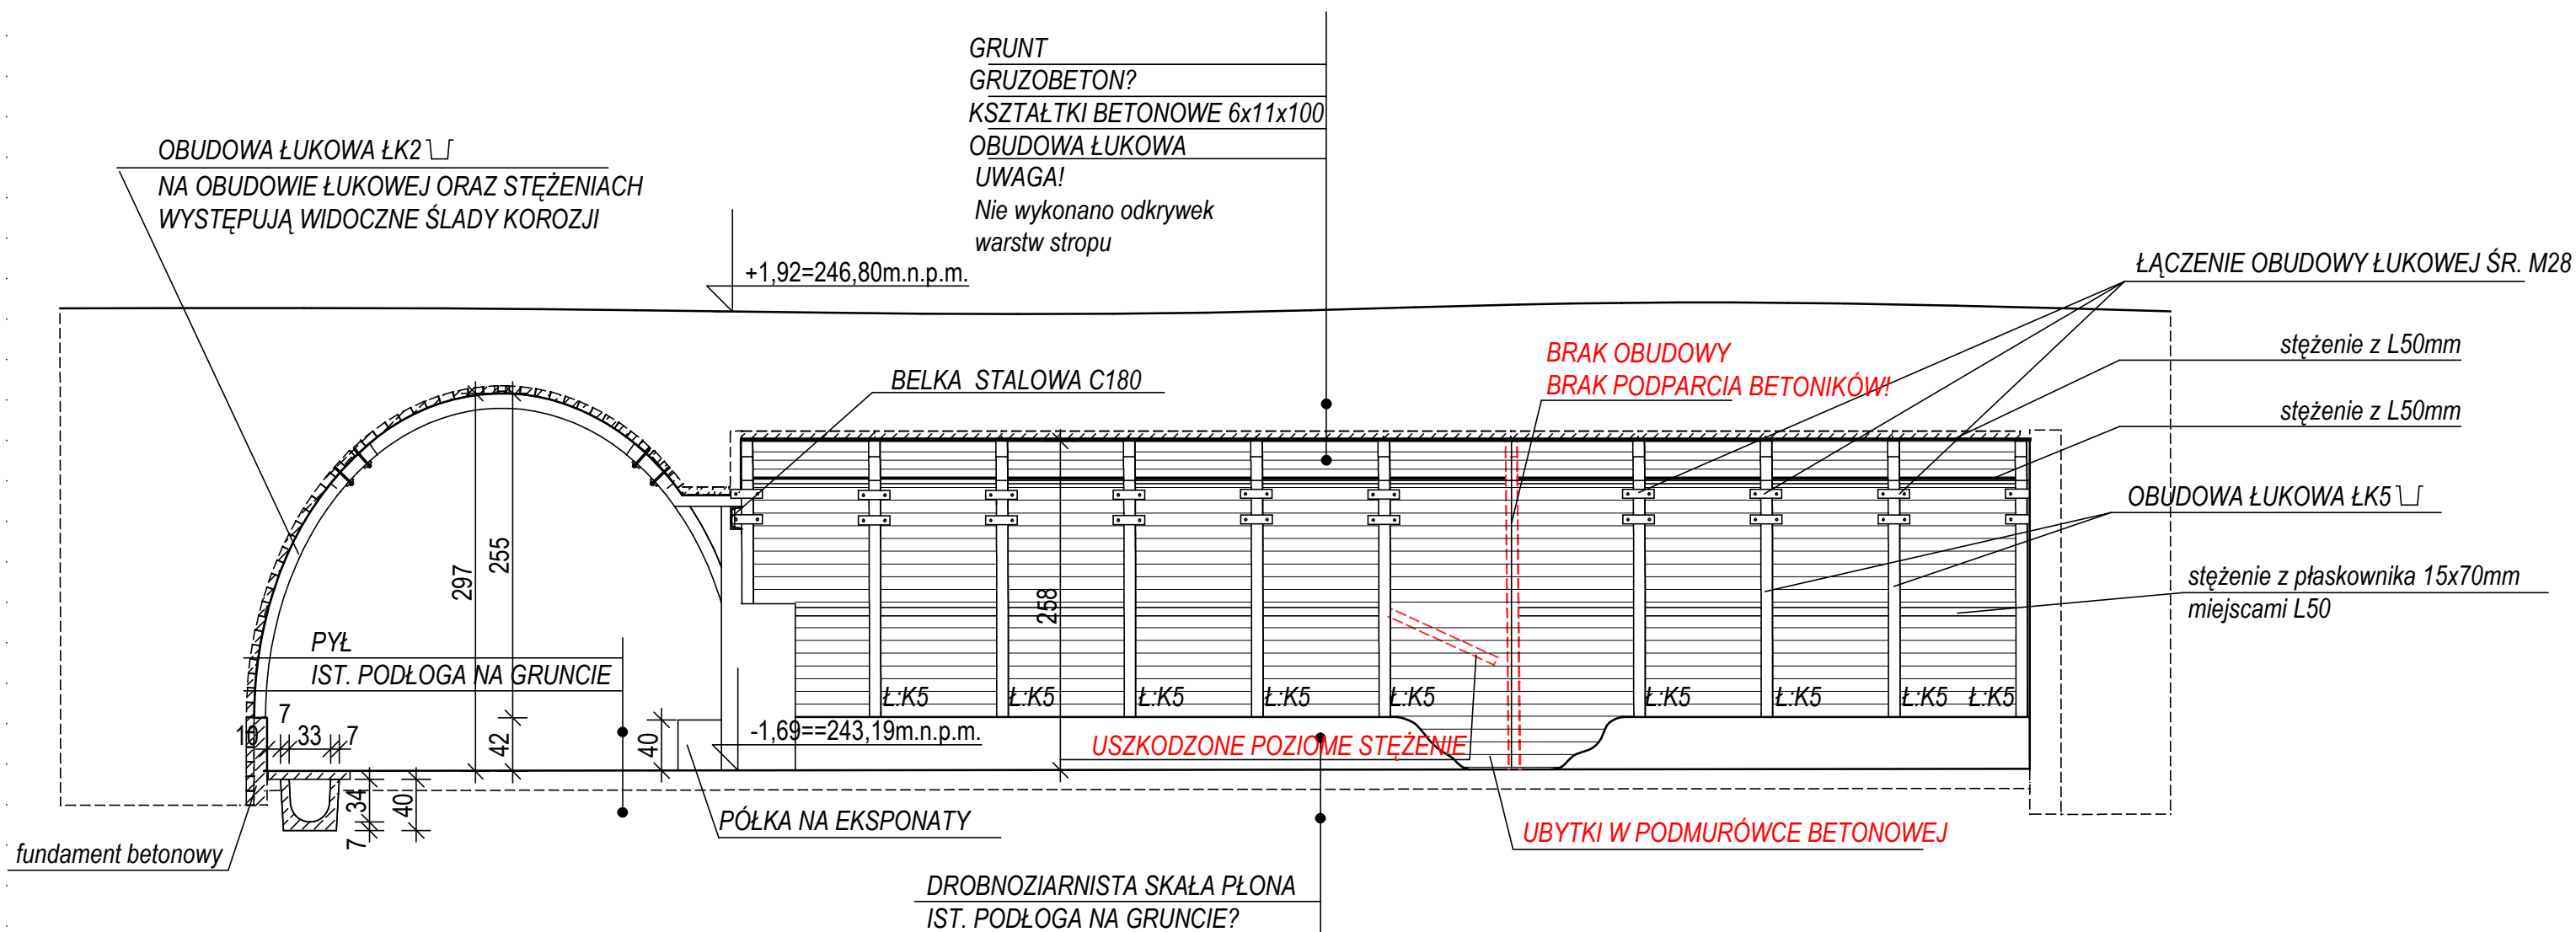 GRUNT
GRUZOBETON?
KSZTAŁTKI BETONOWE 6x11x100
OBUDOWA ŁUKOWA
UWAGA!
Nie wykonano odkrywek
warstw stropu
OBUDOWA ŁUKOWA ŁK2
NA OBUDOWIE ŁUKOWEJ ORAZ STĘŻENIACH
WYSTĘPUJĄ WIDOCZNE ŚLADY KOROZJI
+1,92=246,80m.n.p.m.
ŁĄCZENIE OBUDOWY ŁUKOWEJ ŚR. M28
stężenie z L50mm
BRAK OBUDOWY
BRAK PODPARCIA BETONIKÓW!
BELKA STALOWA C180
stężenie z L50mm
OBUDOWA ŁUKOWA ŁK5
stężenie z płaskownika 15x70mm
miejscami L50
297
255
258
PYŁ
IST. PODŁOGA NA GRUNCIE
Ł:K5 Ł:K5 Ł:K5 Ł:K5 Ł:K5 Ł:K5 Ł:K5 Ł:K5 Ł:K5
10 7 33 7
42
40
-1,69==243,19m.n.p.m.
USZKODZONE POZIOME STĘŻENIE
34
40
7
PÓŁKA NA EKSPONATY
UBYTKI W PODMURÓWCE BETONOWEJ
fundament betonowy
DROBNOZIARNISTA SKAŁA PŁONA
IST. PODŁOGA NA GRUNCIE?